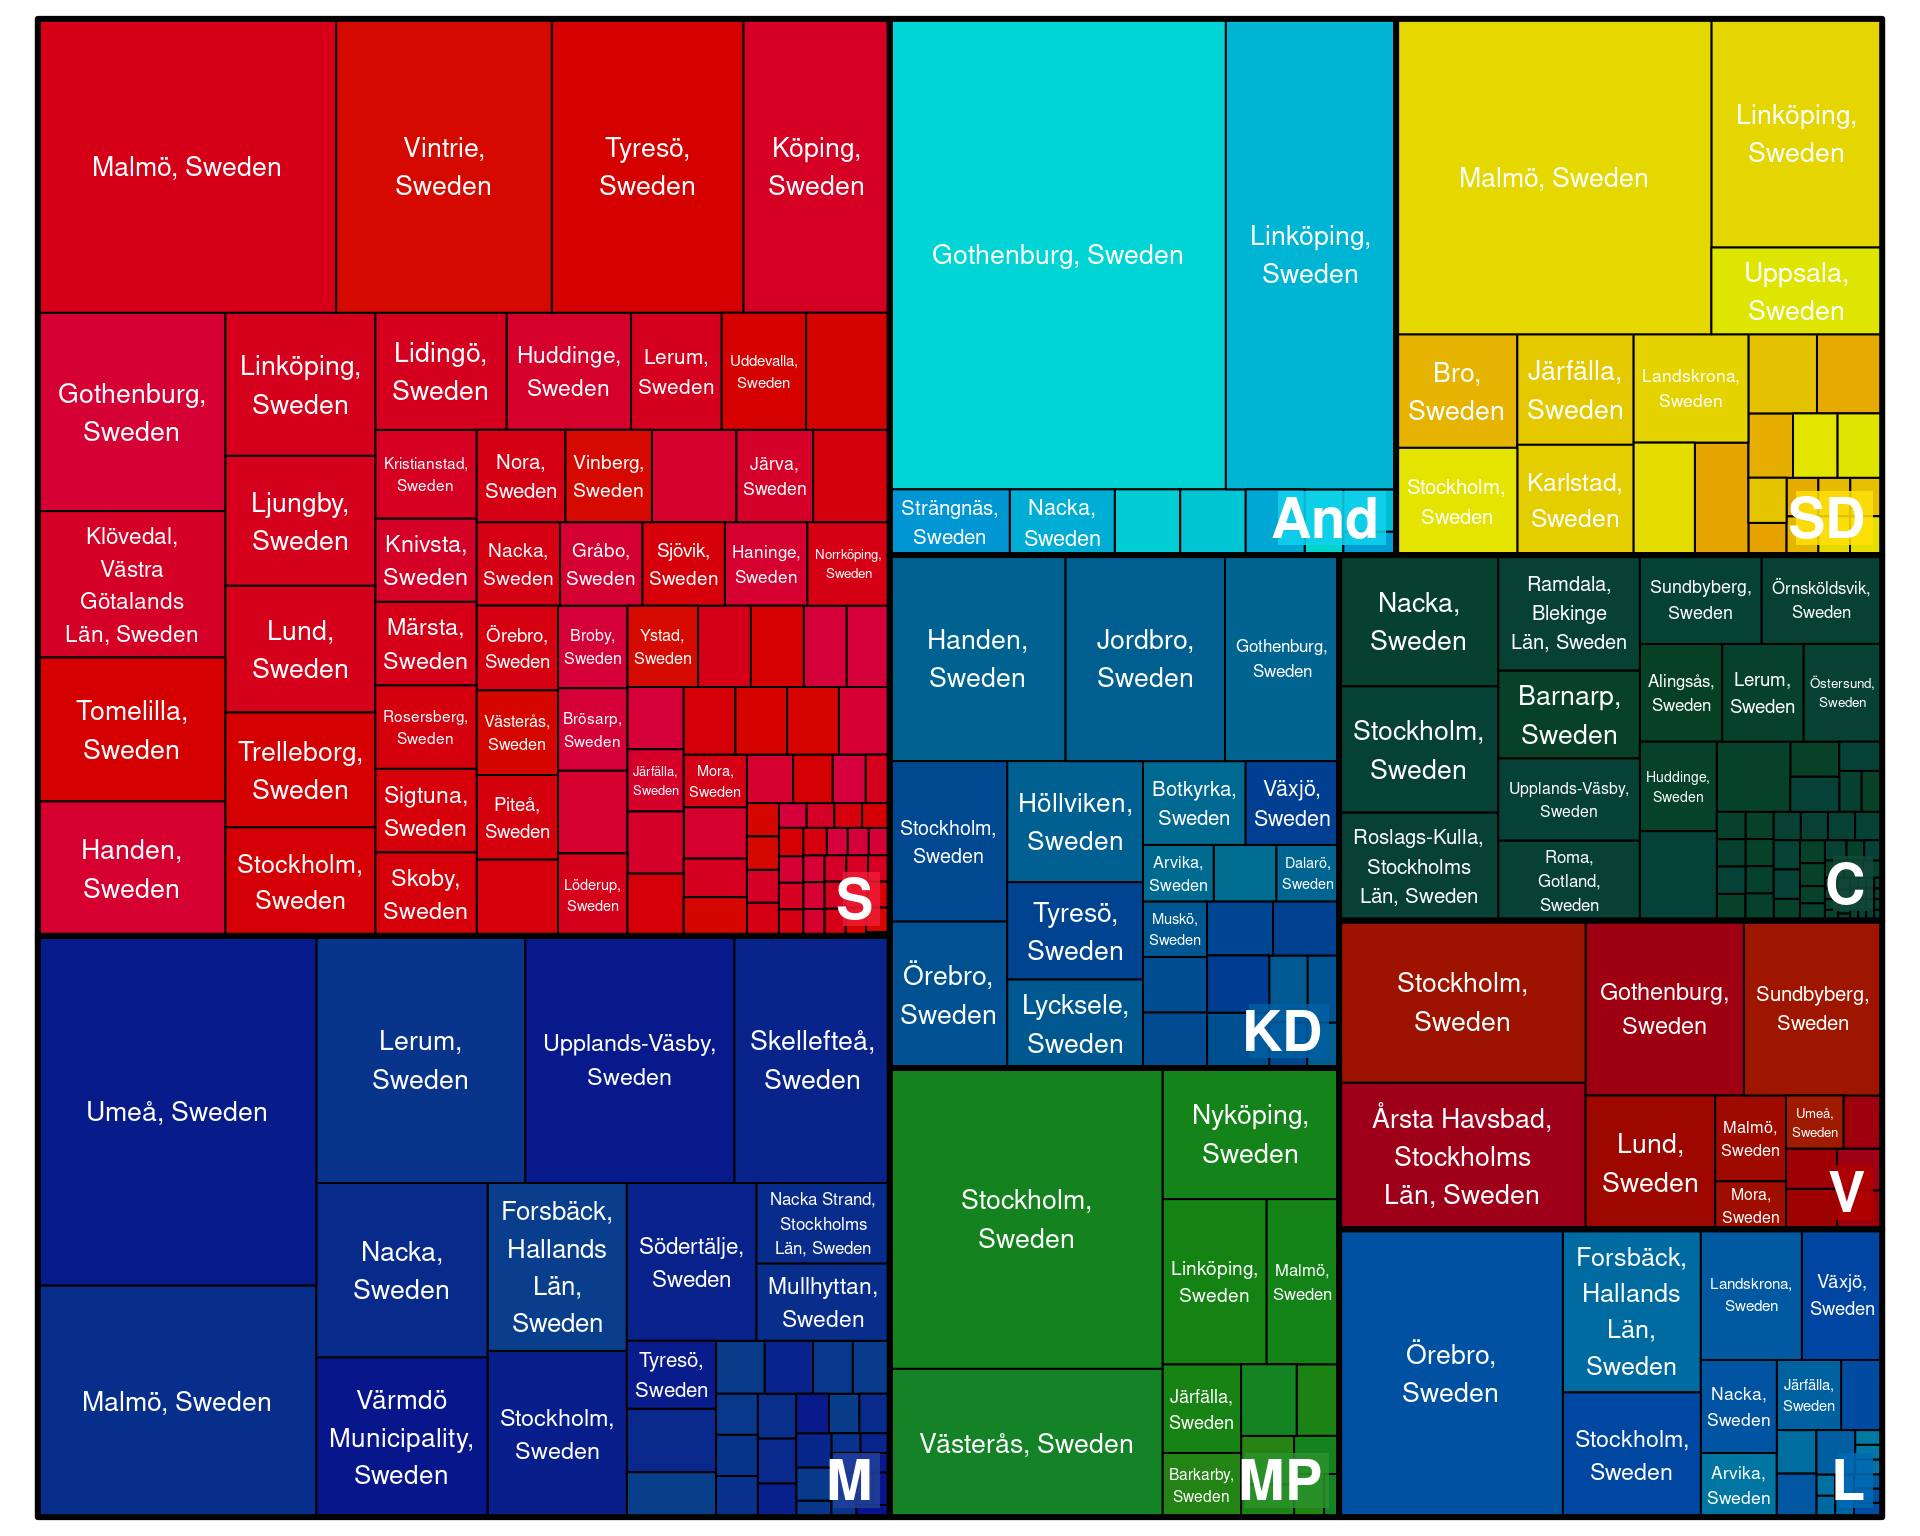 Malmö, Sweden
Vintrie,
Sweden
Tyresö,
Sweden
Köping,
Sweden
Gothenburg,
Sweden
Klövedal,
Västra
Götalands
Län, Sweden
Tomelilla,
Sweden
Handen,
Sweden
Linköping,
Sweden
Ljungby,
Sweden
Lund,
Sweden
Trelleborg,
Sweden
Stockholm,
Sweden
Lidingö,
Sweden
Huddinge,
Sweden
Lerum,
Sweden
Uddevalla,
Sweden
Kristianstad,
Sweden
Nora,
Sweden
Vinberg,
Sweden
Järva,
Sweden
Knivsta,
Sweden
Nacka,
Sweden
Gråbo,
Sweden
Sjövik,
Sweden
Haninge,
Sweden
Norrköping,
Sweden
Märsta,
Sweden
Örebro,
Sweden
Broby,
Sweden
Ystad,
Sweden
Rosersberg,
Sweden
Västerås,
Sweden
Brösarp,
Sweden
Järfälla,
Sweden
Mora,
Sweden
Sigtuna,
Sweden
Piteå,
Sweden
Skoby,
Sweden
Löderup,
Sweden
S
Gothenburg, Sweden
Linköping,
Sweden
Strängnäs,
Sweden
Nacka,
Sweden
And
Malmö, Sweden
Linköping,
Sweden
Uppsala,
Sweden
Bro,
Sweden
Järfälla,
Sweden
Landskrona,
Sweden
Stockholm,
Sweden
Karlstad,
Sweden
SD
Handen,
Sweden
Jordbro,
Sweden
Gothenburg,
Sweden
Stockholm,
Sweden
Örebro,
Sweden
Höllviken,
Sweden
Tyresö,
Sweden
Lycksele,
Sweden
Botkyrka,
Sweden
Växjö,
Sweden
Arvika,
Sweden
Dalarö,
Sweden
Muskö,
Sweden
KD
Nacka,
Sweden
Stockholm,
Sweden
Roslags-Kulla,
Stockholms
Län, Sweden
Ramdala,
Blekinge
Län, Sweden
Barnarp,
Sweden
Upplands-Väsby,
Sweden
Roma,
Gotland,
Sweden
Sundbyberg,
Sweden
Örnsköldsvik,
Sweden
Alingsås,
Sweden
Lerum,
Sweden
Östersund,
Sweden
Huddinge,
Sweden
C
Umeå, Sweden
Malmö, Sweden
Lerum,
Sweden
Upplands-Väsby,
Sweden
Skellefteå,
Sweden
Nacka,
Sweden
Värmdö
Municipality,
Sweden
Forsbäck,
Hallands
Län,
Sweden
Stockholm,
Sweden
Södertälje,
Sweden
Nacka Strand,
Stockholms
Län, Sweden
Mullhyttan,
Sweden
Tyresö,
Sweden
M
Stockholm,
Sweden
Västerås, Sweden
Nyköping,
Sweden
Linköping,
Sweden
Malmö,
Sweden
Järfälla,
Sweden
Barkarby,
Sweden
MP
Stockholm,
Sweden
Årsta Havsbad,
Stockholms
Län, Sweden
Gothenburg,
Sweden
Sundbyberg,
Sweden
Lund,
Sweden
Malmö,
Sweden
Mora,
Sweden
Umeå,
Sweden
V
Örebro,
Sweden
Forsbäck,
Hallands
Län,
Sweden
Stockholm,
Sweden
Landskrona,
Sweden
Växjö,
Sweden
Nacka,
Sweden
Järfälla,
Sweden
Arvika,
Sweden
L